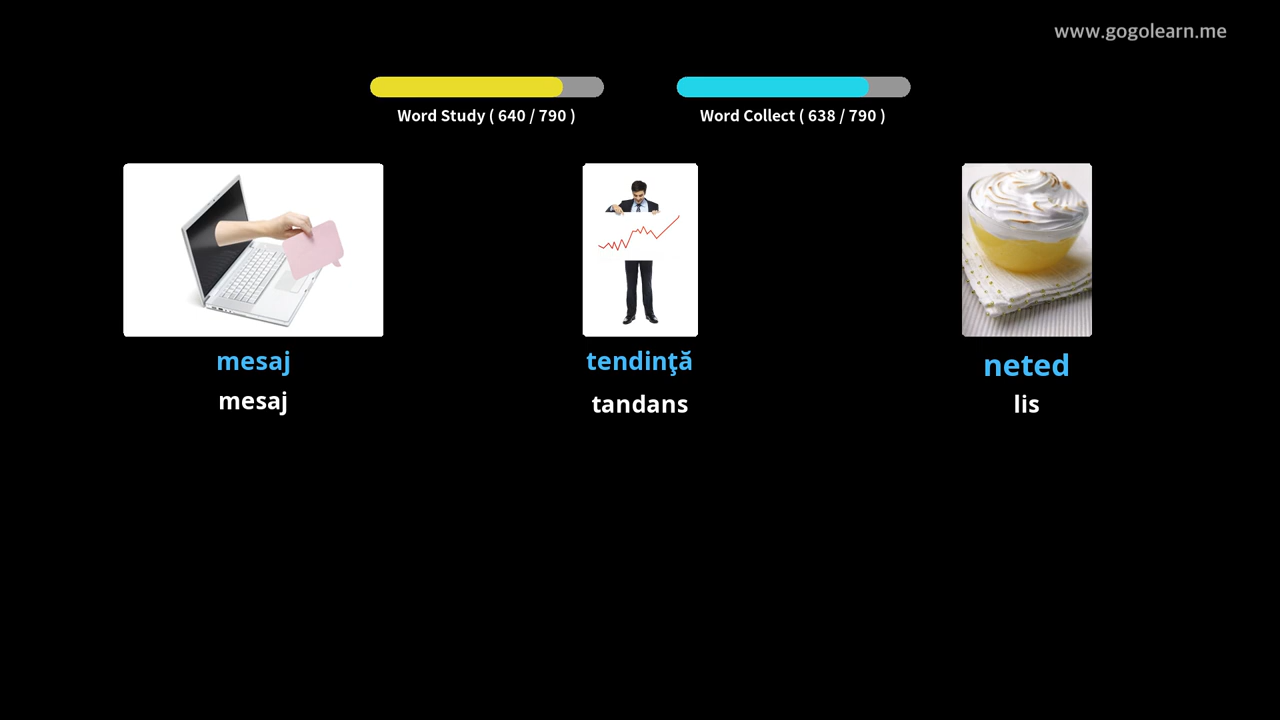 www.gogolearn.me
Word Study ( 640 / 790 )
Word Collect ( 638 / 790 )
mesaj
mesaj
tendinţă
tandans
neted
lis